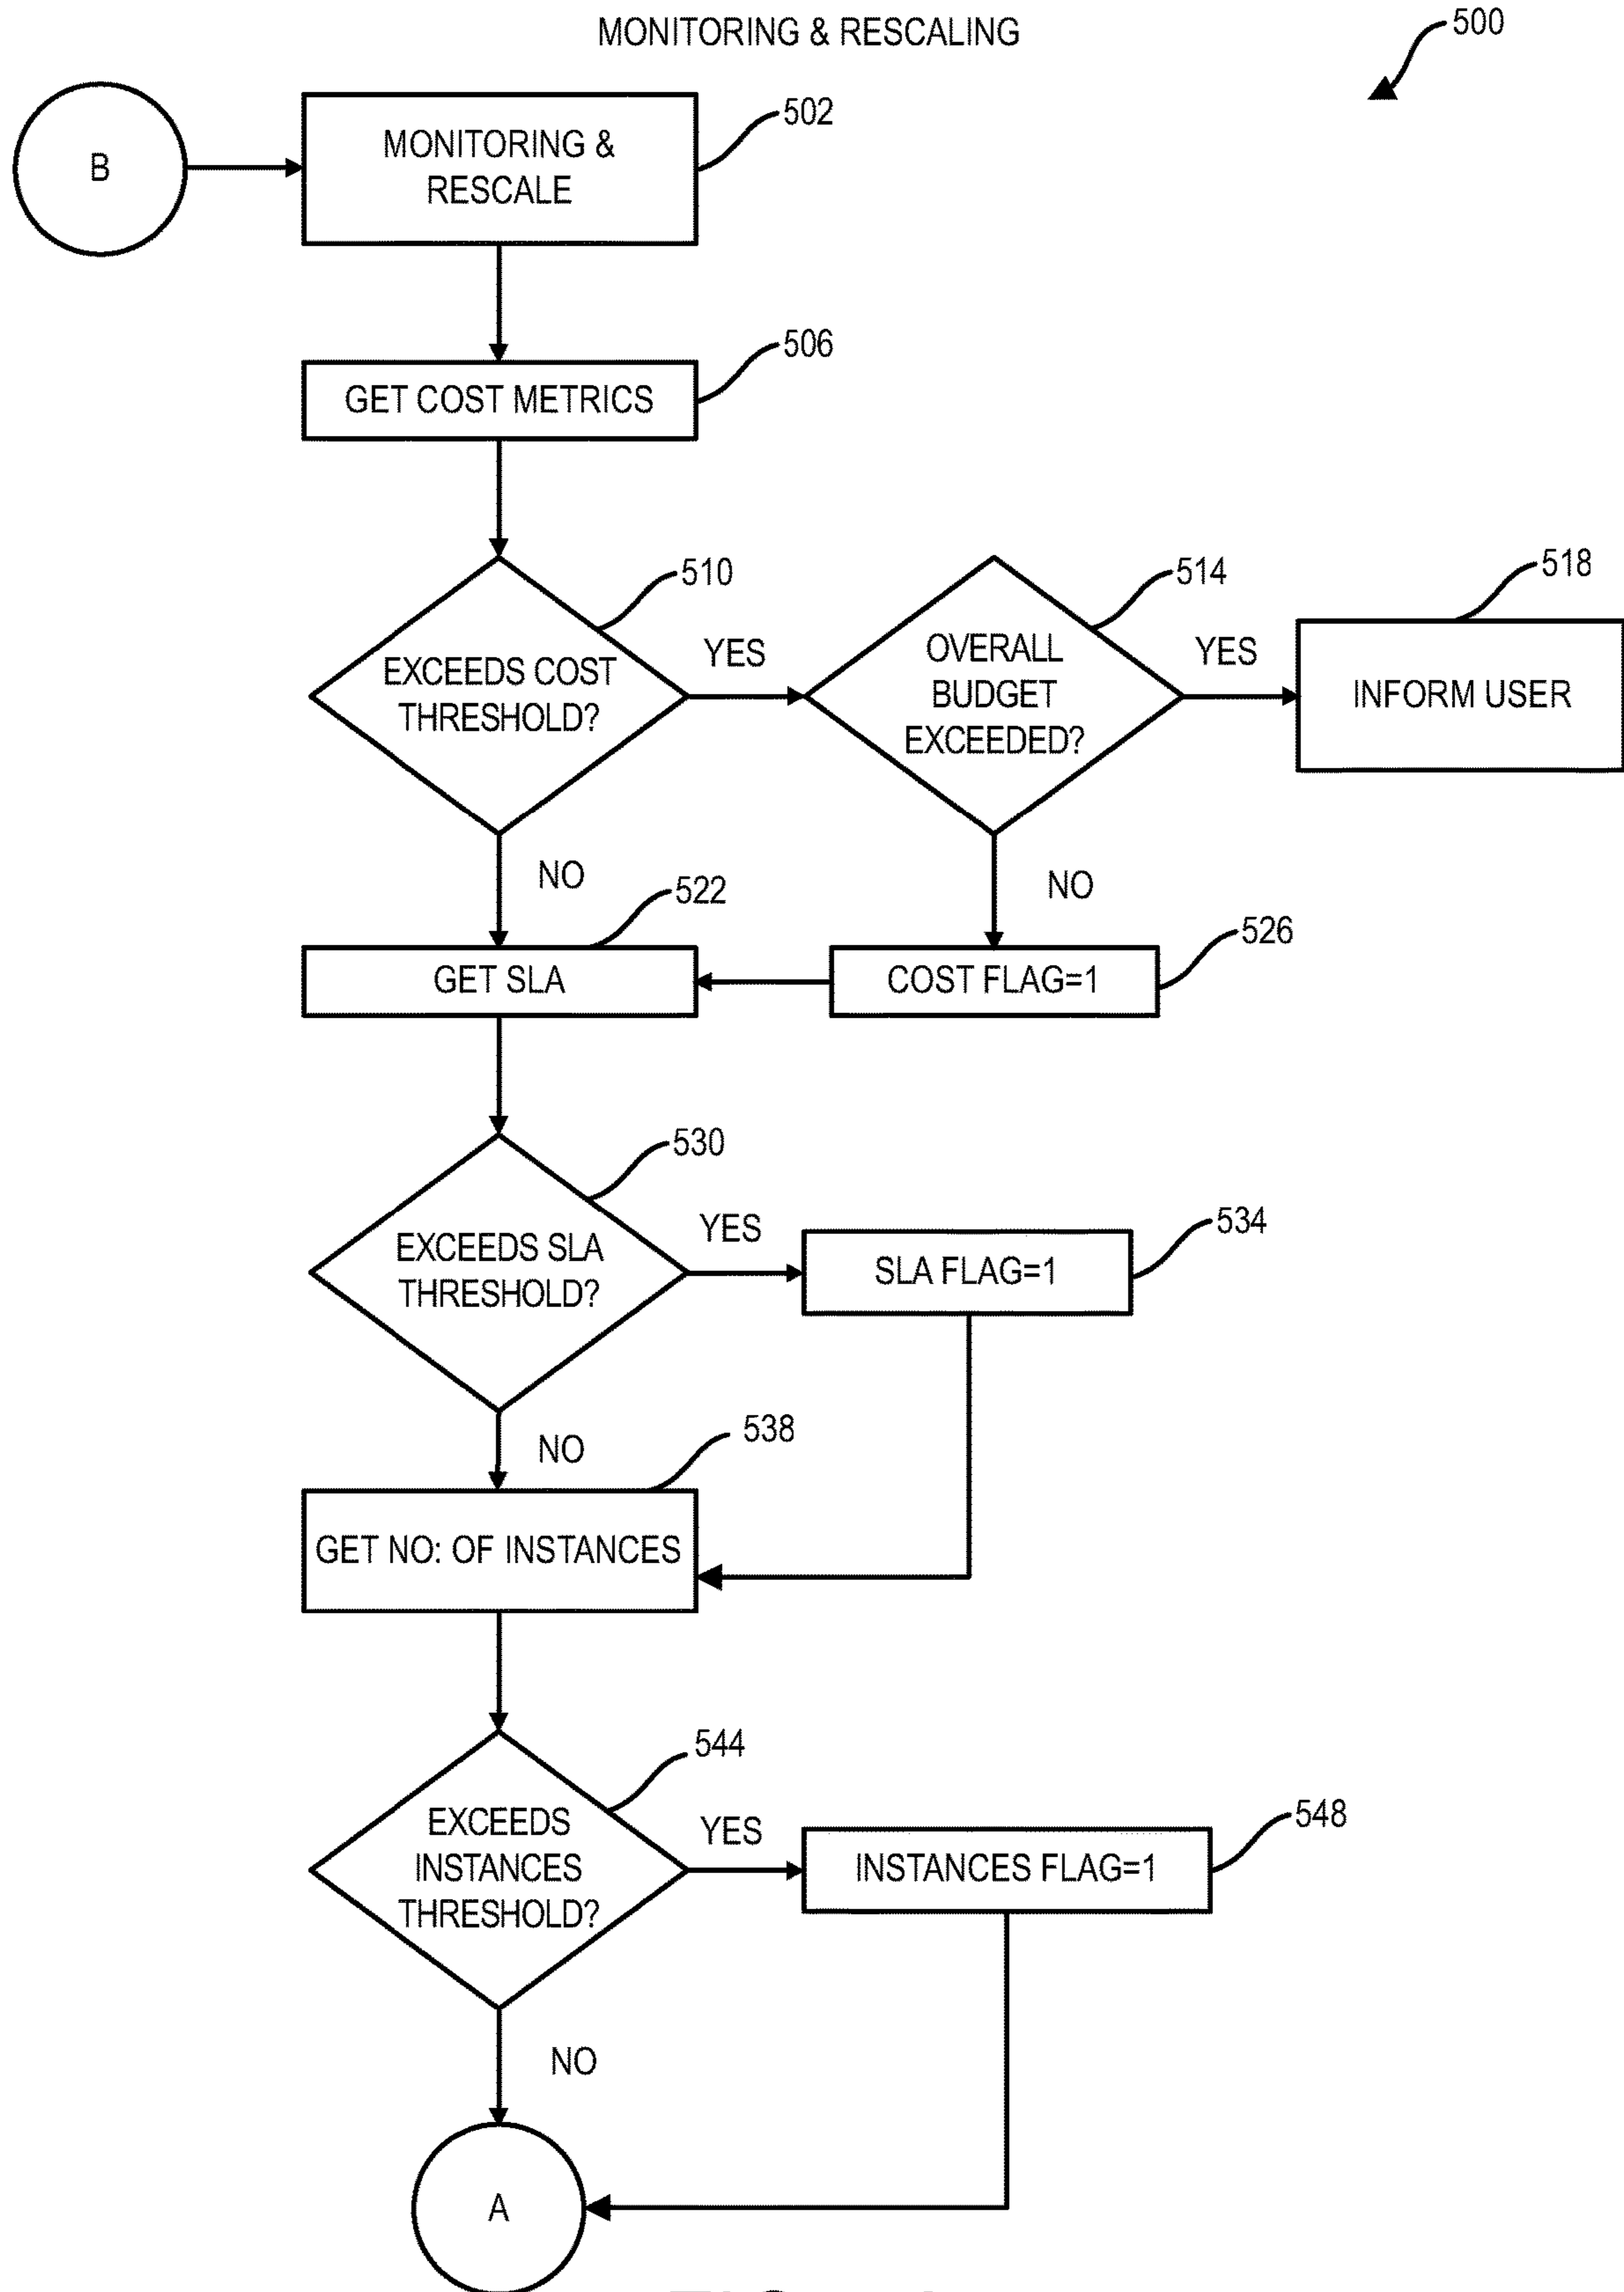 MONITORING & RESCALING
500
B
MONITORING &
RESCALE
502
GET COST METRICS
506
EXCEEDS COST
THRESHOLD?
510
YES
OVERALL
BUDGET
EXCEEDED?
514
YES
INFORM USER
518
NO
NO
GET SLA
522
COST FLAG=1
526
EXCEEDS SLA
THRESHOLD?
530
YES
SLA FLAG=1
534
NO
GET NO: OF INSTANCES
538
EXCEEDS
INSTANCES
THRESHOLD?
544
YES
INSTANCES FLAG=1
548
NO
A